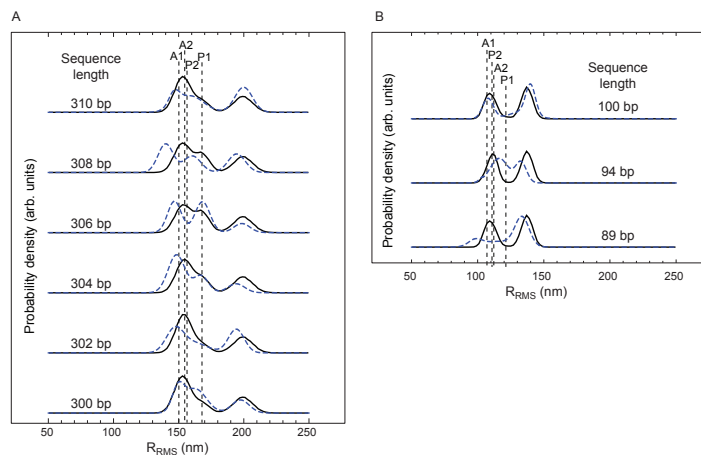 A
Sequence
length
A2
A1 P1
P2
310 bp
308 bp
306 bp
304 bp
302 bp
300 bp
Probability density (arb. units)
50 100 150 200 250
RRMS (nm)
B
A1
P2
A2
P1
Sequence
length
100 bp
94 bp
89 bp
Probability density (arb. units)
50 100 150 200 250
RRMS (nm)